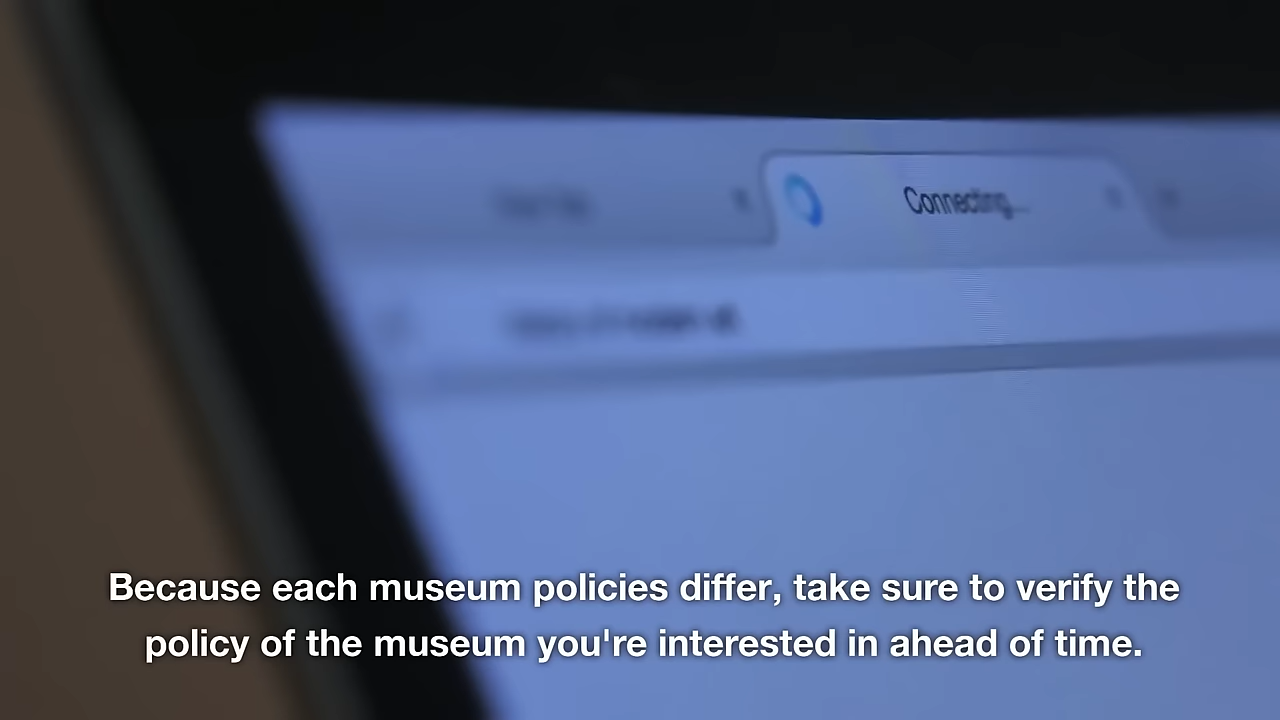 Connecting...
Because each museum policies differ, take sure to verify the
policy of the museum you're interested in ahead of time.